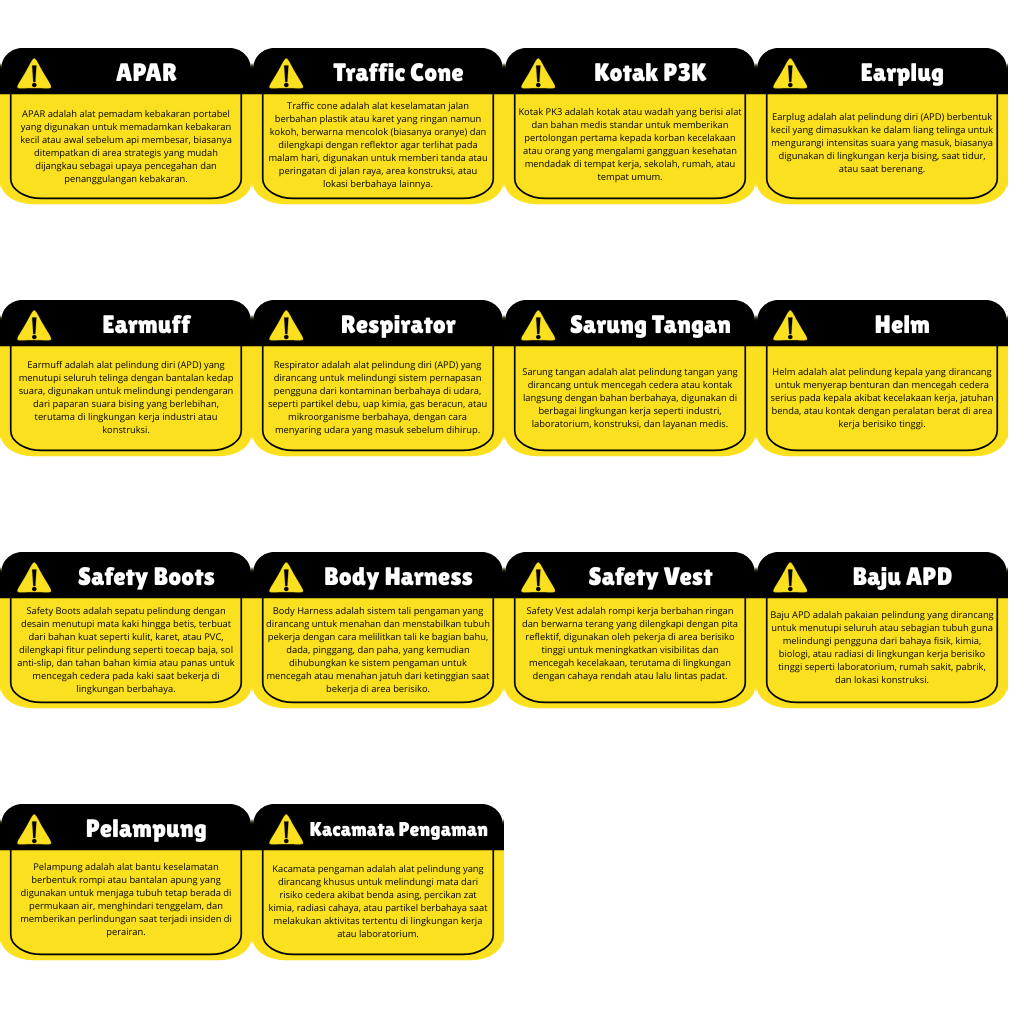 APAR
APAR adalah alat pemadam kebakaran portabel
yang digunakan untuk memadamkan kebakaran
kecil atau awal sebelum api membesar, biasanya
ditempatkan di area strategis yang mudah
dijangkau sebagai upaya pencegahan dan
penanggulangan kebakaran.
Traffic Cone
Traffic cone adalah alat keselamatan jalan
berbahan plastik atau karet yang ringan namun
kokoh, berwarna mencolok (biasanya oranye) dan
dilengkapi dengan reflektor agar terlihat pada
malam hari, digunakan untuk memberi tanda atau
peringatan di jalan raya, area konstruksi, atau
lokasi berbahaya lainnya.
Kotak P3K
Kotak PK3 adalah kotak atau wadah yang berisi alat
dan bahan medis standar untuk memberikan
pertolongan pertama kepada korban kecelakaan
atau orang yang mengalami gangguan kesehatan
mendadak di tempat kerja, sekolah, rumah, atau
tempat umum.
Earplug
Earplug adalah alat pelindung diri (APD) berbentuk
kecil yang dimasukkan ke dalam liang telinga untuk
mengurangi intensitas suara yang masuk, biasanya
digunakan di lingkungan kerja bising, saat tidur,
atau saat berenang.
Earmuff
Earmuff adalah alat pelindung diri (APD) yang
menutupi seluruh telinga dengan bantalan kedap
suara, digunakan untuk melindungi pendengaran
dari paparan suara bising yang berlebihan,
terutama di lingkungan kerja industri atau
konstruksi.
Respirator
Respirator adalah alat pelindung diri (APD) yang
dirancang untuk melindungi sistem pernapasan
pengguna dari kontaminan berbahaya di udara,
seperti partikel debu, uap kimia, gas beracun, atau
mikroorganisme berbahaya, dengan cara
menyaring udara yang masuk sebelum dihirup.
Sarung Tangan
Sarung tangan adalah alat pelindung tangan yang
dirancang untuk mencegah cedera atau kontak
langsung dengan bahan berbahaya, digunakan di
berbagai lingkungan kerja seperti industri,
laboratorium, konstruksi, dan layanan medis.
Helm
Helm adalah alat pelindung kepala yang dirancang
untuk menyerap benturan dan mencegah cedera
serius pada kepala akibat kecelakaan kerja, jatuhan
benda, atau kontak dengan peralatan berat di area
kerja berisiko tinggi.
Safety Boots
Safety Boots adalah sepatu pelindung dengan
desain menutupi mata kaki hingga betis, terbuat
dari bahan kuat seperti kulit, karet, atau PVC,
dilengkapi fitur pelindung seperti toecap baja, sol
anti-slip, dan tahan bahan kimia atau panas untuk
mencegah cedera pada kaki saat bekerja di
lingkungan berbahaya.
Body Harness
Body Harness adalah sistem tali pengaman yang
dirancang untuk menahan dan menstabilkan tubuh
pekerja dengan cara melilitkan tali ke bagian bahu,
dada, pinggang, dan paha, yang kemudian
dihubungkan ke sistem pengaman untuk
mencegah atau menahan jatuh dari ketinggian saat
bekerja di area berisiko.
Safety Vest
Safety Vest adalah rompi kerja berbahan ringan
dan berwarna terang yang dilengkapi dengan pita
reflektif, digunakan oleh pekerja di area berisiko
tinggi untuk meningkatkan visibilitas dan
mencegah kecelakaan, terutama di lingkungan
dengan cahaya rendah atau lalu lintas padat.
Baju APD
Baju APD adalah pakaian pelindung yang dirancang
untuk menutupi seluruh atau sebagian tubuh guna
melindungi pengguna dari bahaya fisik, kimia,
biologi, atau radiasi di lingkungan kerja berisiko
tinggi seperti laboratorium, rumah sakit, pabrik,
dan lokasi konstruksi.
Pelampung
Pelampung adalah alat bantu keselamatan
berbentuk rompi atau bantalan apung yang
digunakan untuk menjaga tubuh tetap berada di
permukaan air, menghindari tenggelam, dan
memberikan perlindungan saat terjadi insiden di
perairan.
Kacamata Pengaman
Kacamata pengaman adalah alat pelindung yang
dirancang khusus untuk melindungi mata dari
risiko cedera akibat benda asing, percikan zat
kimia, radiasi cahaya, atau partikel berbahaya saat
melakukan aktivitas tertentu di lingkungan kerja
atau laboratorium.